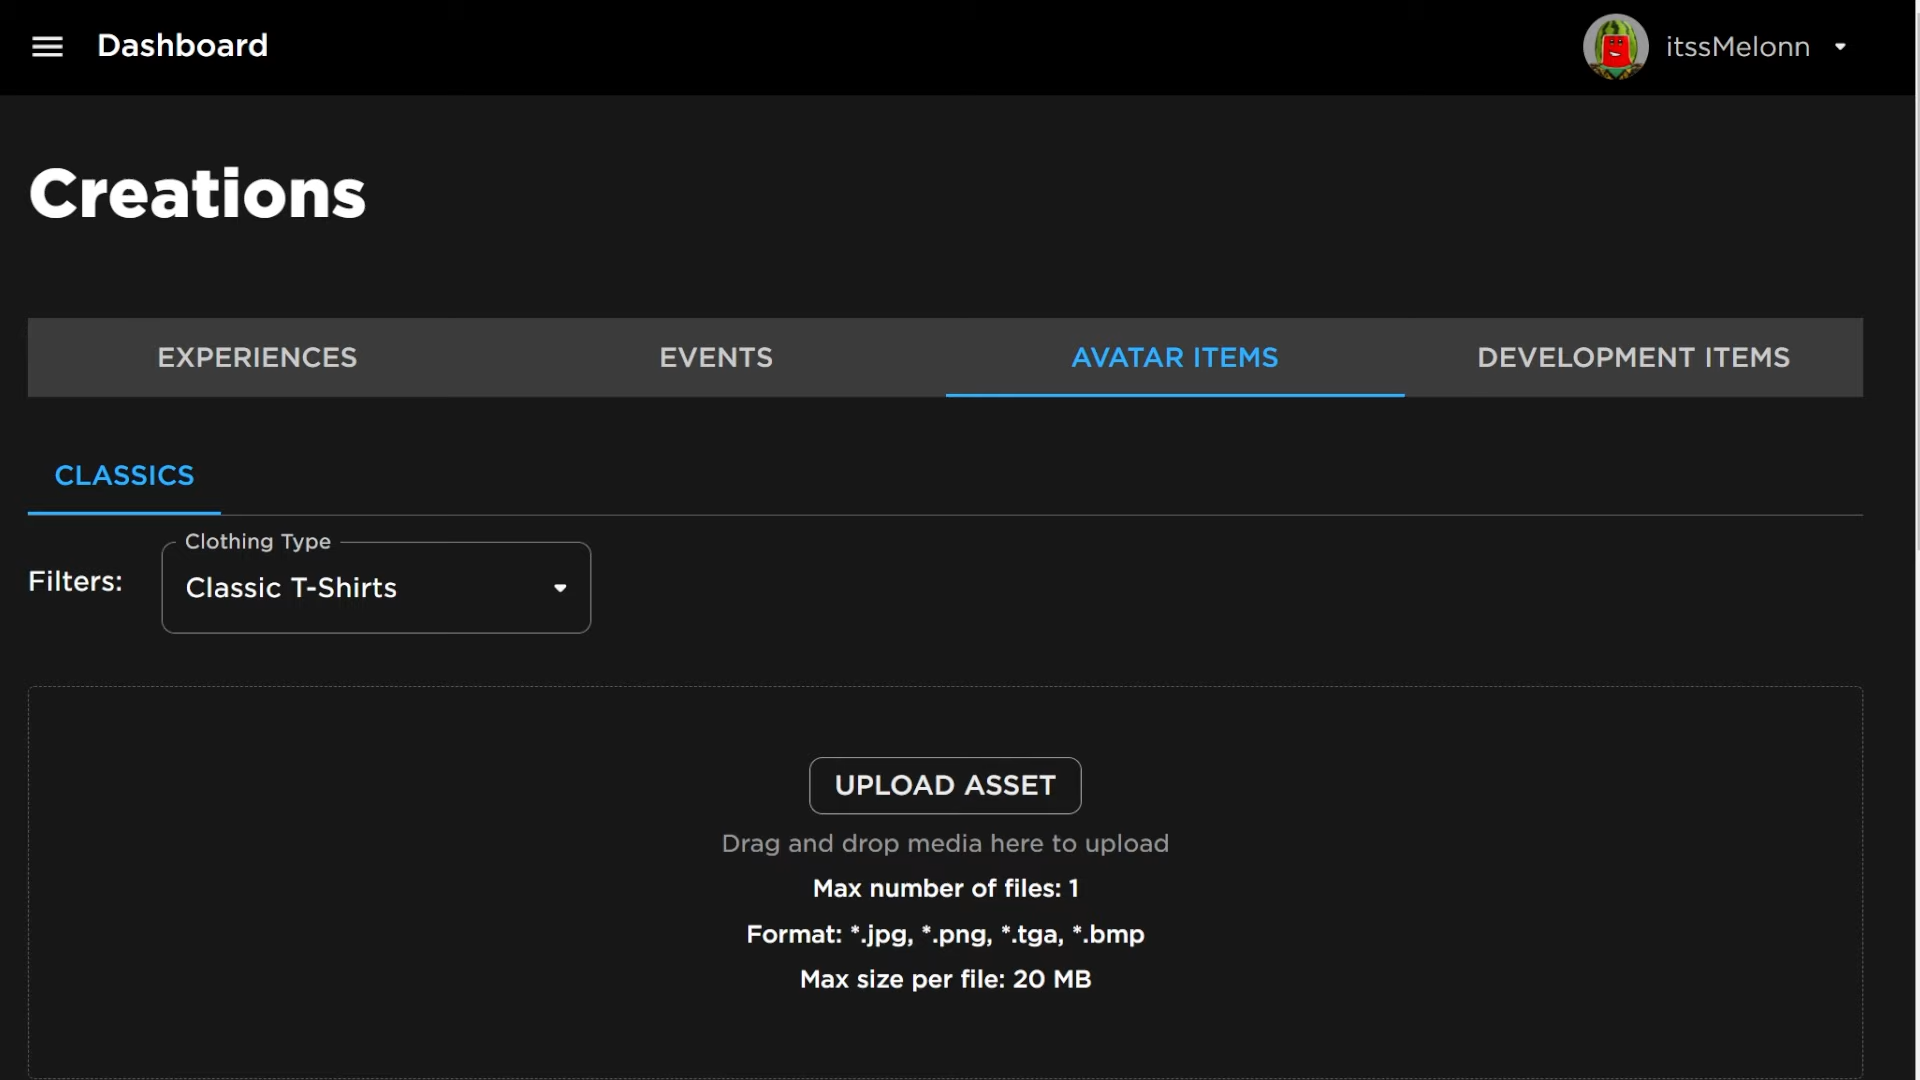 Dashboard
itssMelonn
Creations
EXPERIENCES
EVENTS
AVATAR ITEMS
DEVELOPMENT ITEMS
CLASSICS
Clothing Type
Filters:
Classic T-Shirts
UPLOAD ASSET
Drag and drop media here to upload
Max number of files: 1
Format: *.jpg, *.png, *.tga, *.bmp
Max size per file: 20 MB